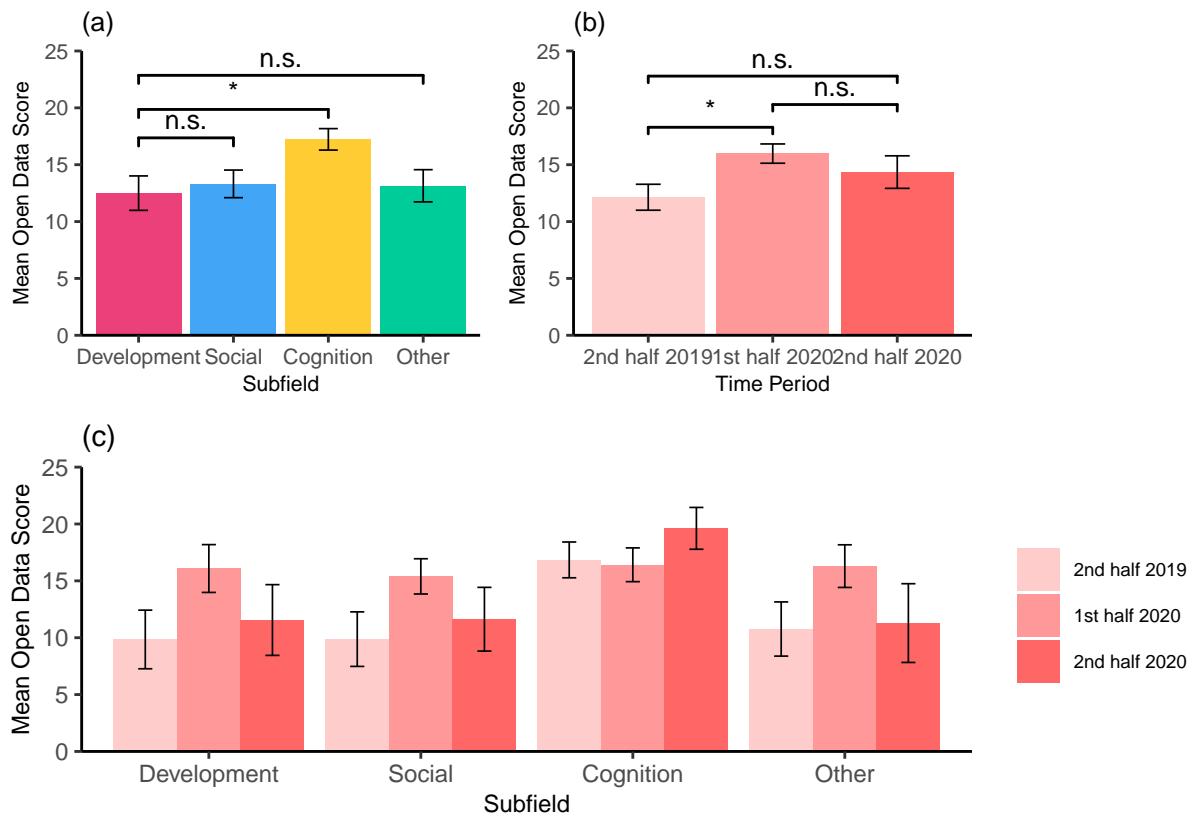 (a)
25
20
15
10
5
0
Mean Open Data Score
n.s.
*
n.s.
Development Social Cognition Other
Subfield
(b)
25
20
15
10
5
0
Mean Open Data Score
n.s.
n.s.
*
2nd half 2019 1st half 2020 2nd half 2020
Time Period
(c)
25
20
15
10
5
0
Mean Open Data Score
Development Social Cognition Other
Subfield
2nd half 2019
1st half 2020
2nd half 2020